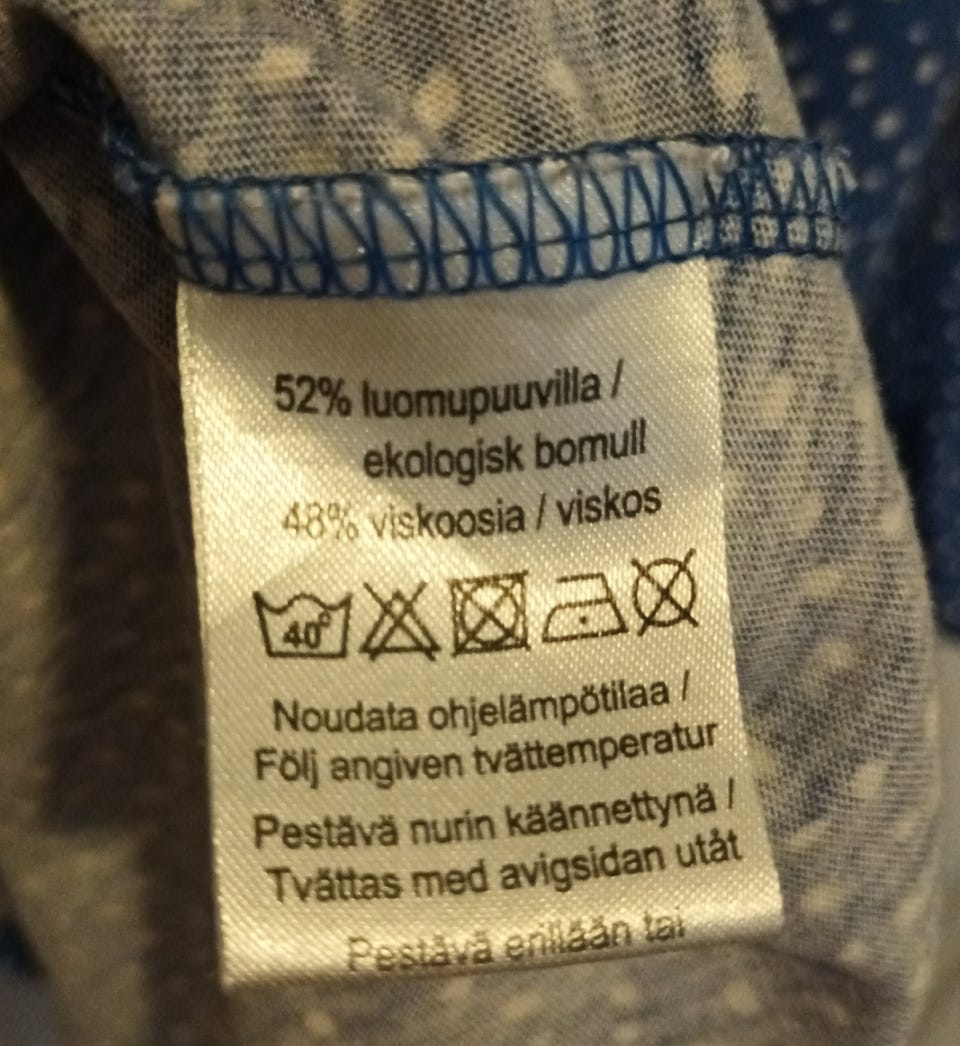 52% luomupuuvilla /
ekologisk bomull
48% viskoosia / viskos
40°
Noudata ohjelämpötilaa /
Följ angiven tvättemperatur
Pestävä nurin käännettynä /
Tvättas med avigsidan utåt
Pestävä erillään tai